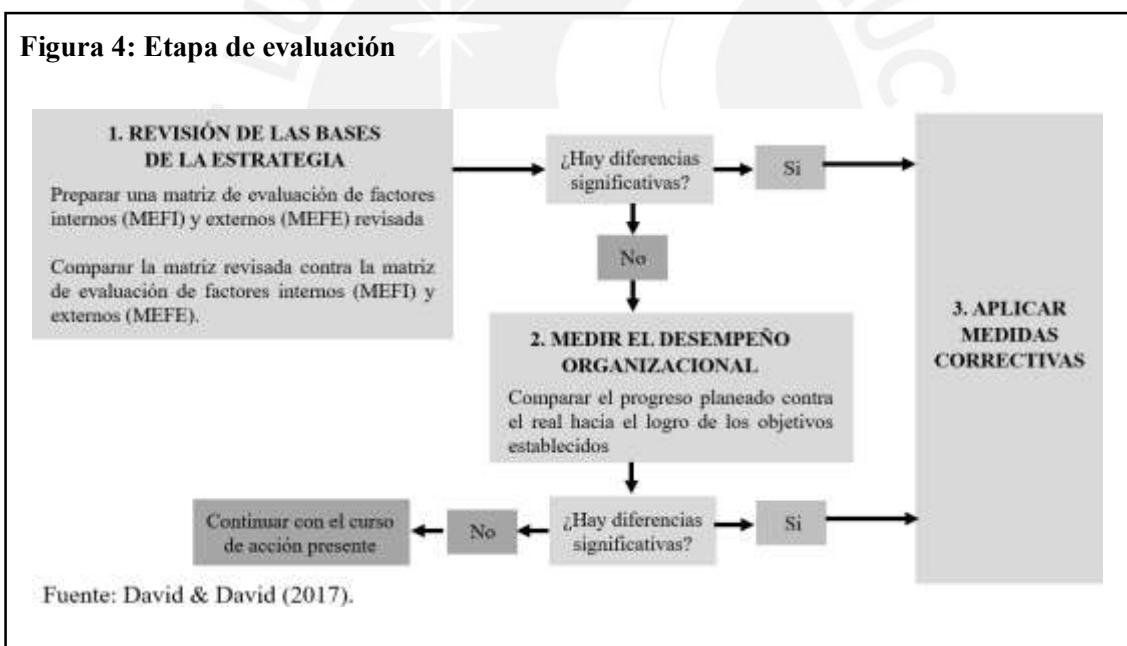 Figura 4: Etapa de evaluación
1. REVISIÓN DE LAS BASES
DE LA ESTRATEGIA
Preparar una matriz de evaluación de factores
internos (MEFI) y externos (MEFE) revisada
Comparar la matriz revisada contra la matriz
de evaluación de factores internos (MEFI) y
externos (MEFE).
¿Hay diferencias
significativas?
Si
No
2. MEDIR EL DESEMPEÑO
ORGANIZACIONAL
Comparar el progreso planeado contra
el real hacia el logro de los objetivos
establecidos
3. APLICAR
MEDIDAS
CORRECTIVAS
Continuar con el curso
de acción presente
No
¿Hay diferencias
significativas?
Si
Fuente: David & David (2017).